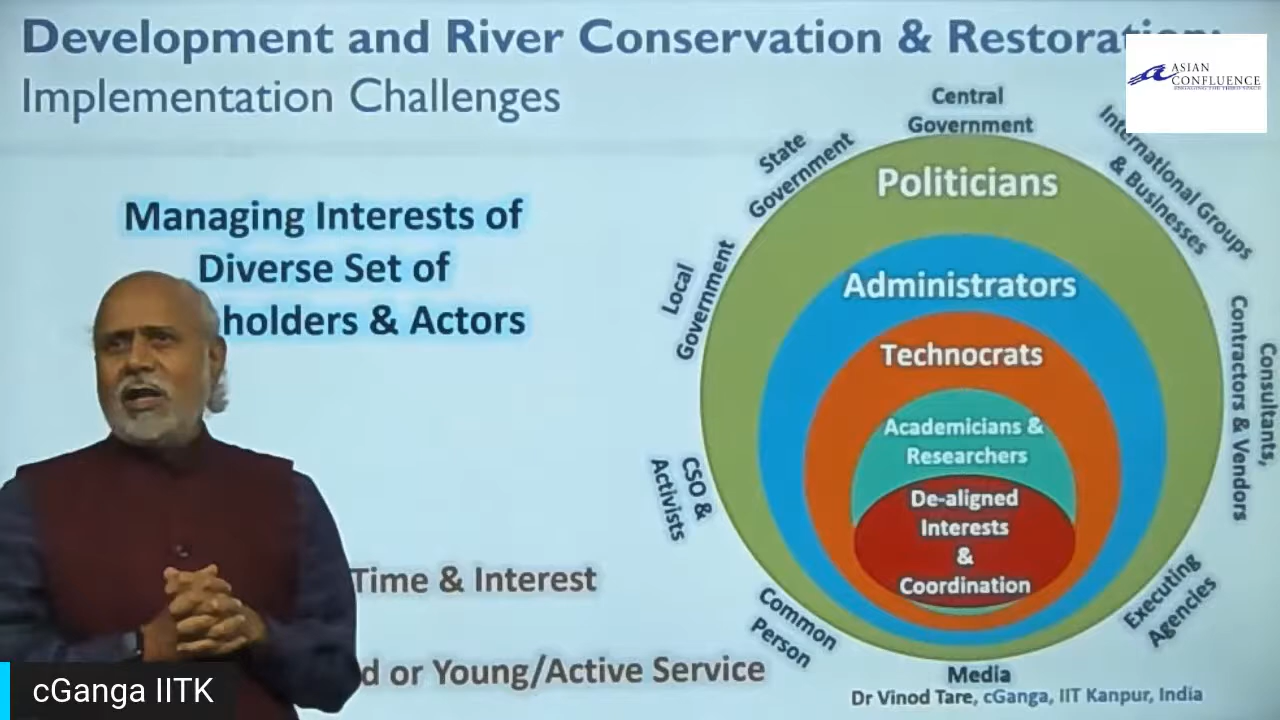 Development and River Conservation & Restoration:
Implementation Challenges
ASIAN
CONFLUENCE
Managing Interests of
Diverse Set of
holders & Actors
Time & Interest
d or Young/Active Service
Central
Government
State
Government
Local
Government
CSO &
Activists
Common
Person
Media
Executing
Agencies
Consultants,
Contractors & Vendors
International Groups
& Businesses
Politicians
Administrators
Technocrats
Academicians &
Researchers
De-aligned
Interests
&
Coordination
Dr Vinod Tare, cGanga, IIT Kanpur, India
cGanga IITK